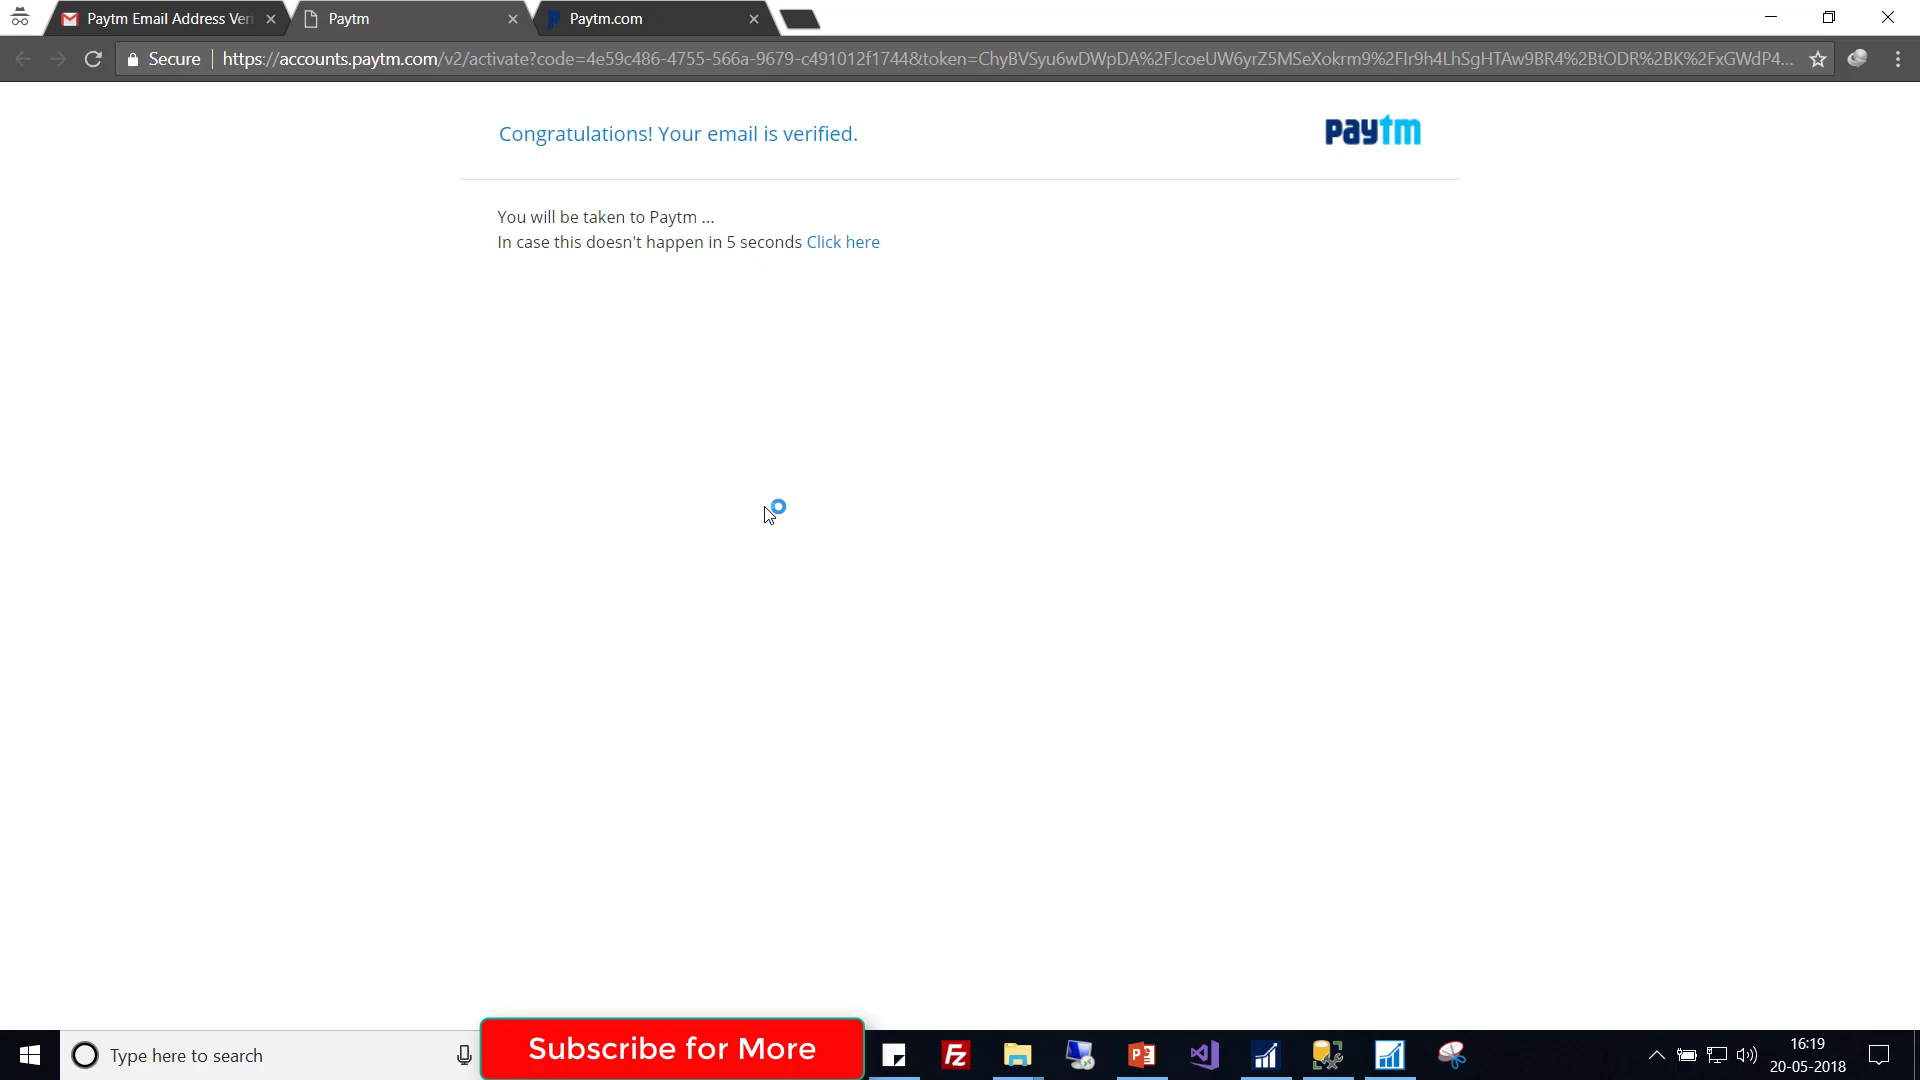 Paytm Email Address Veri
Paytm
Paytm.com
Secure
https://accounts.paytm.com/v2/activate?code=4e59c486-4755-566a-9679-c491012f1744&token=ChyBVSyu6wDWpDA%2FJcoeUW6yrZ5MSeXokrm9%2FIr9h4LhSgHTAw9BR4%2BtODR%2BK%2FxGWdP4...
Congratulations! Your email is verified.
paytm
You will be taken to Paytm ...
In case this doesn't happen in 5 seconds Click here
Type here to search
Subscribe for More
Fz
16:19
20-05-2018